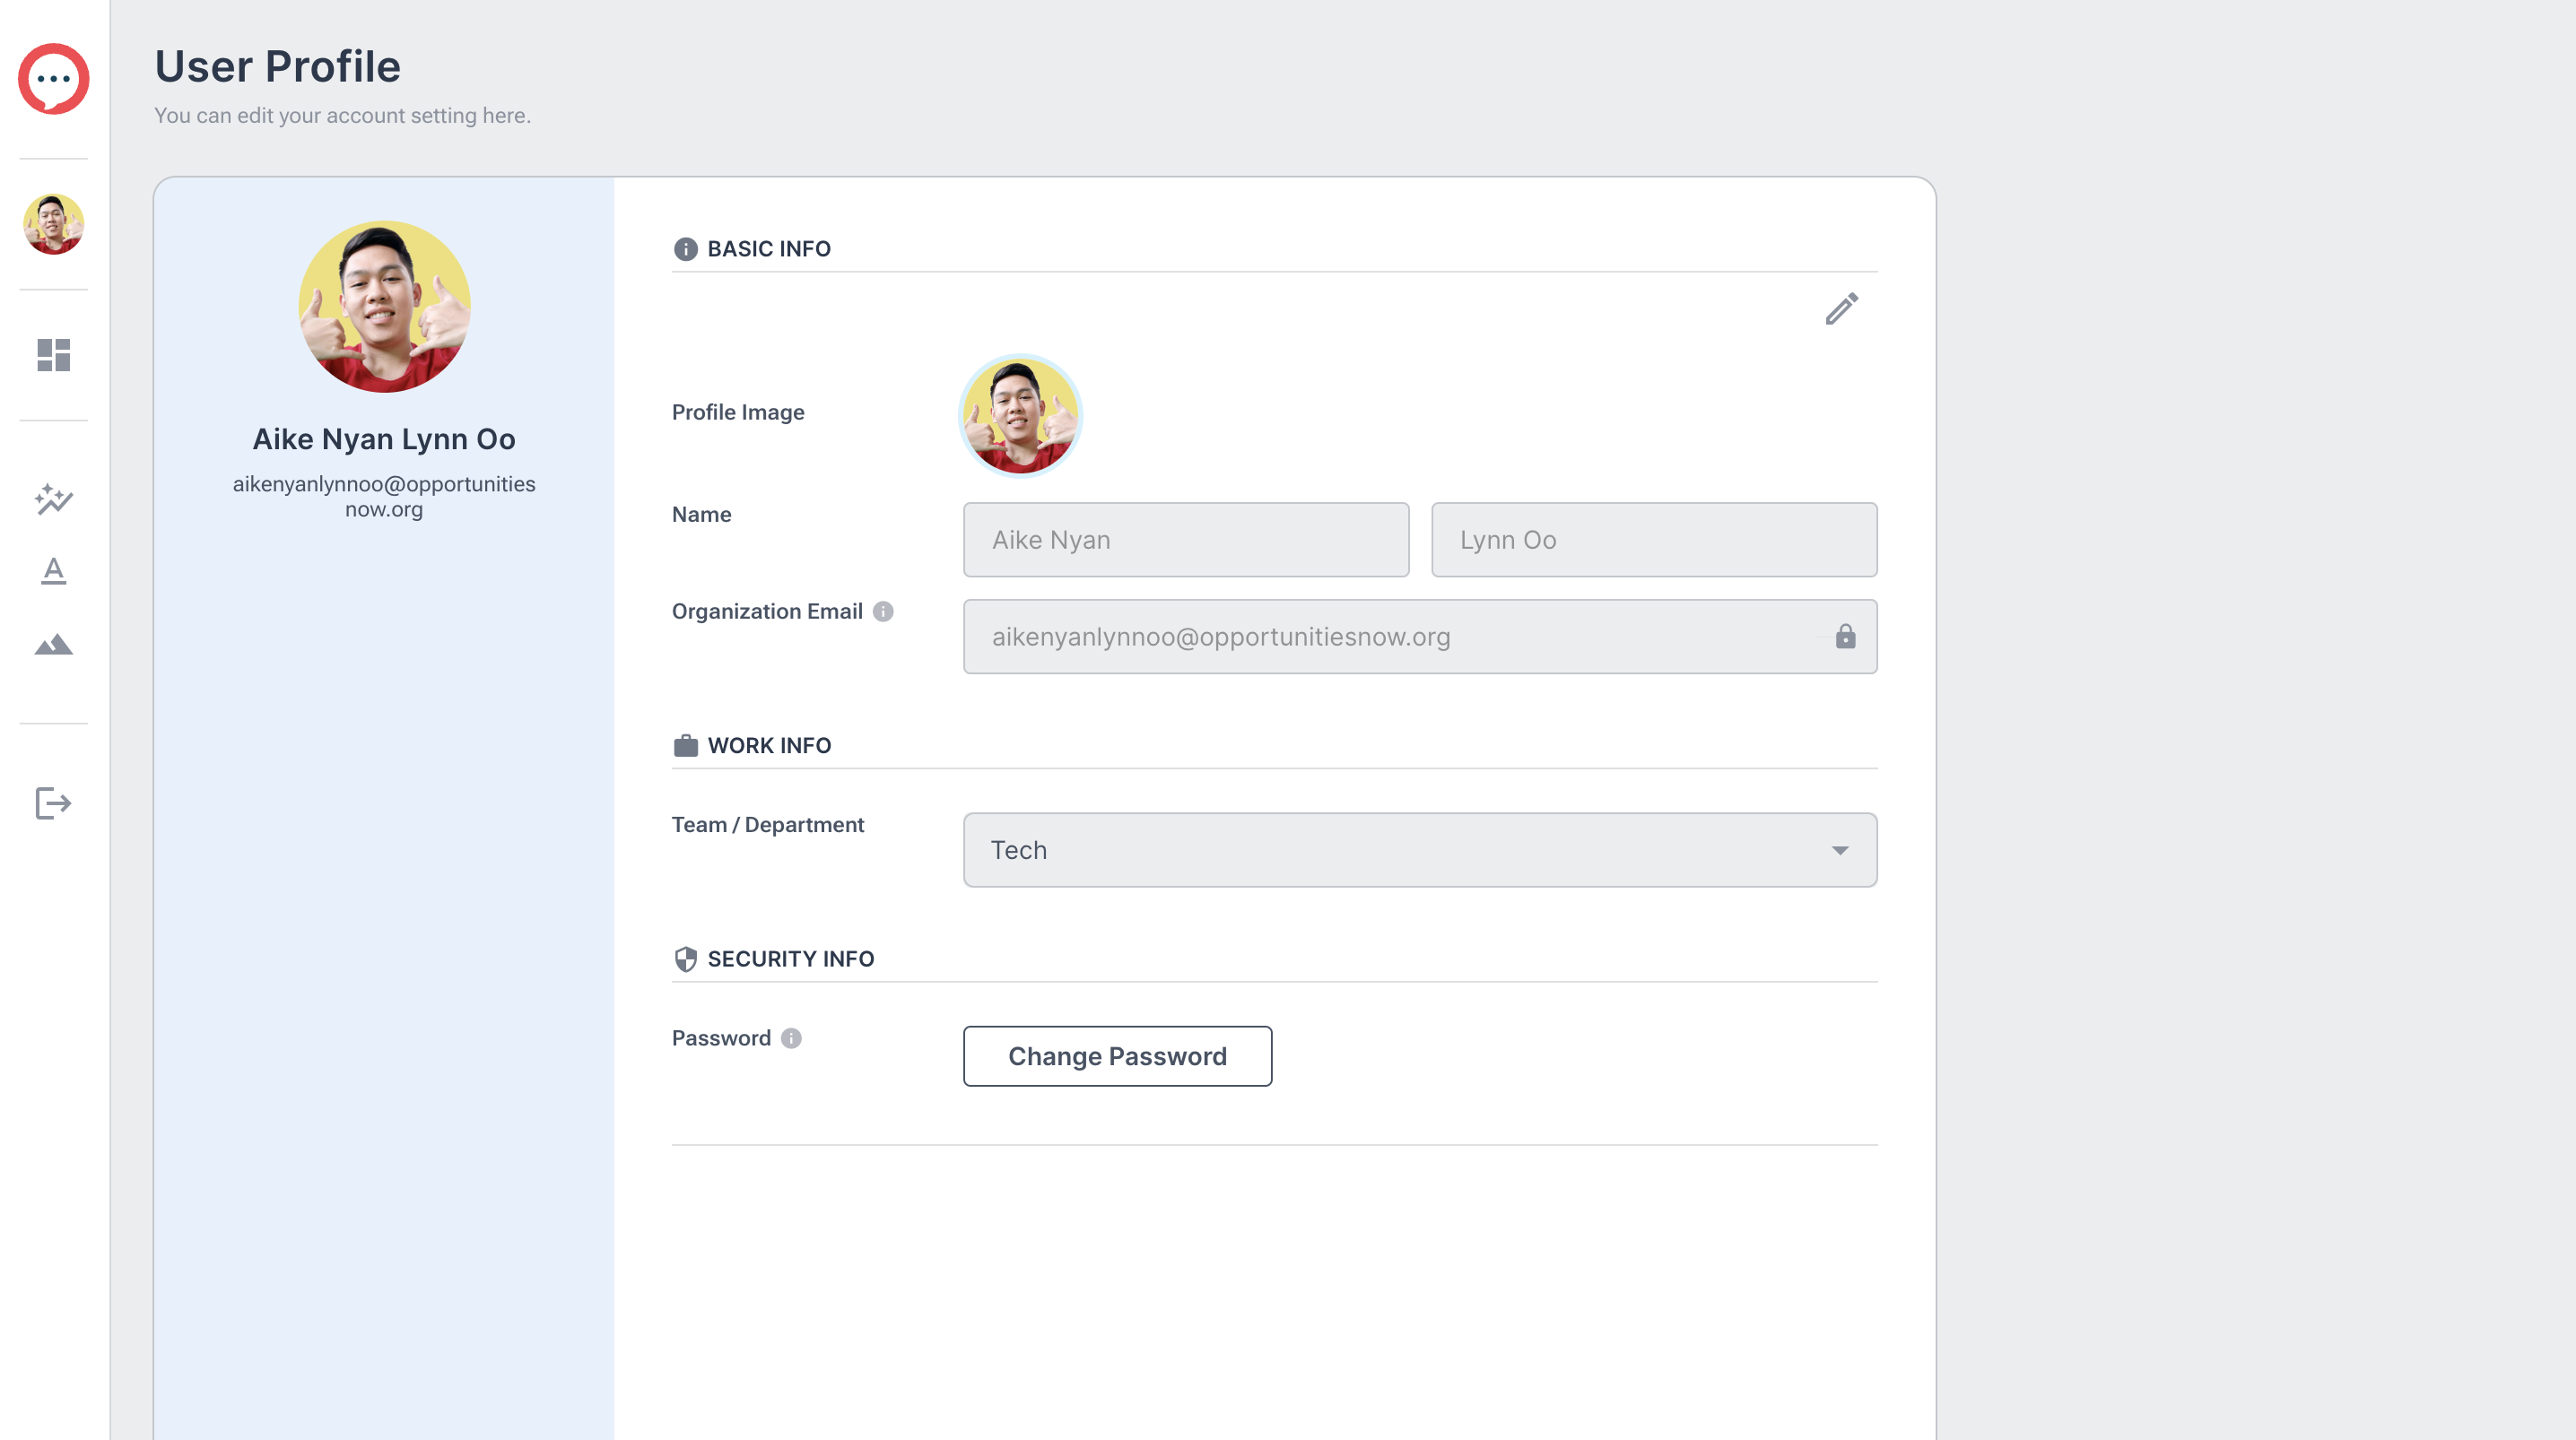 User Profile
You can edit your account setting here.
Aike Nyan Lynn Oo
aikenyanlynnoo@opportunities
now.org
BASIC INFO
Profile Image
Name
Aike Nyan
Lynn Oo
Organization Email
aikenyanlynnoo@opportunitiesnow.org
WORK INFO
Team / Department
Tech
SECURITY INFO
Password
Change Password